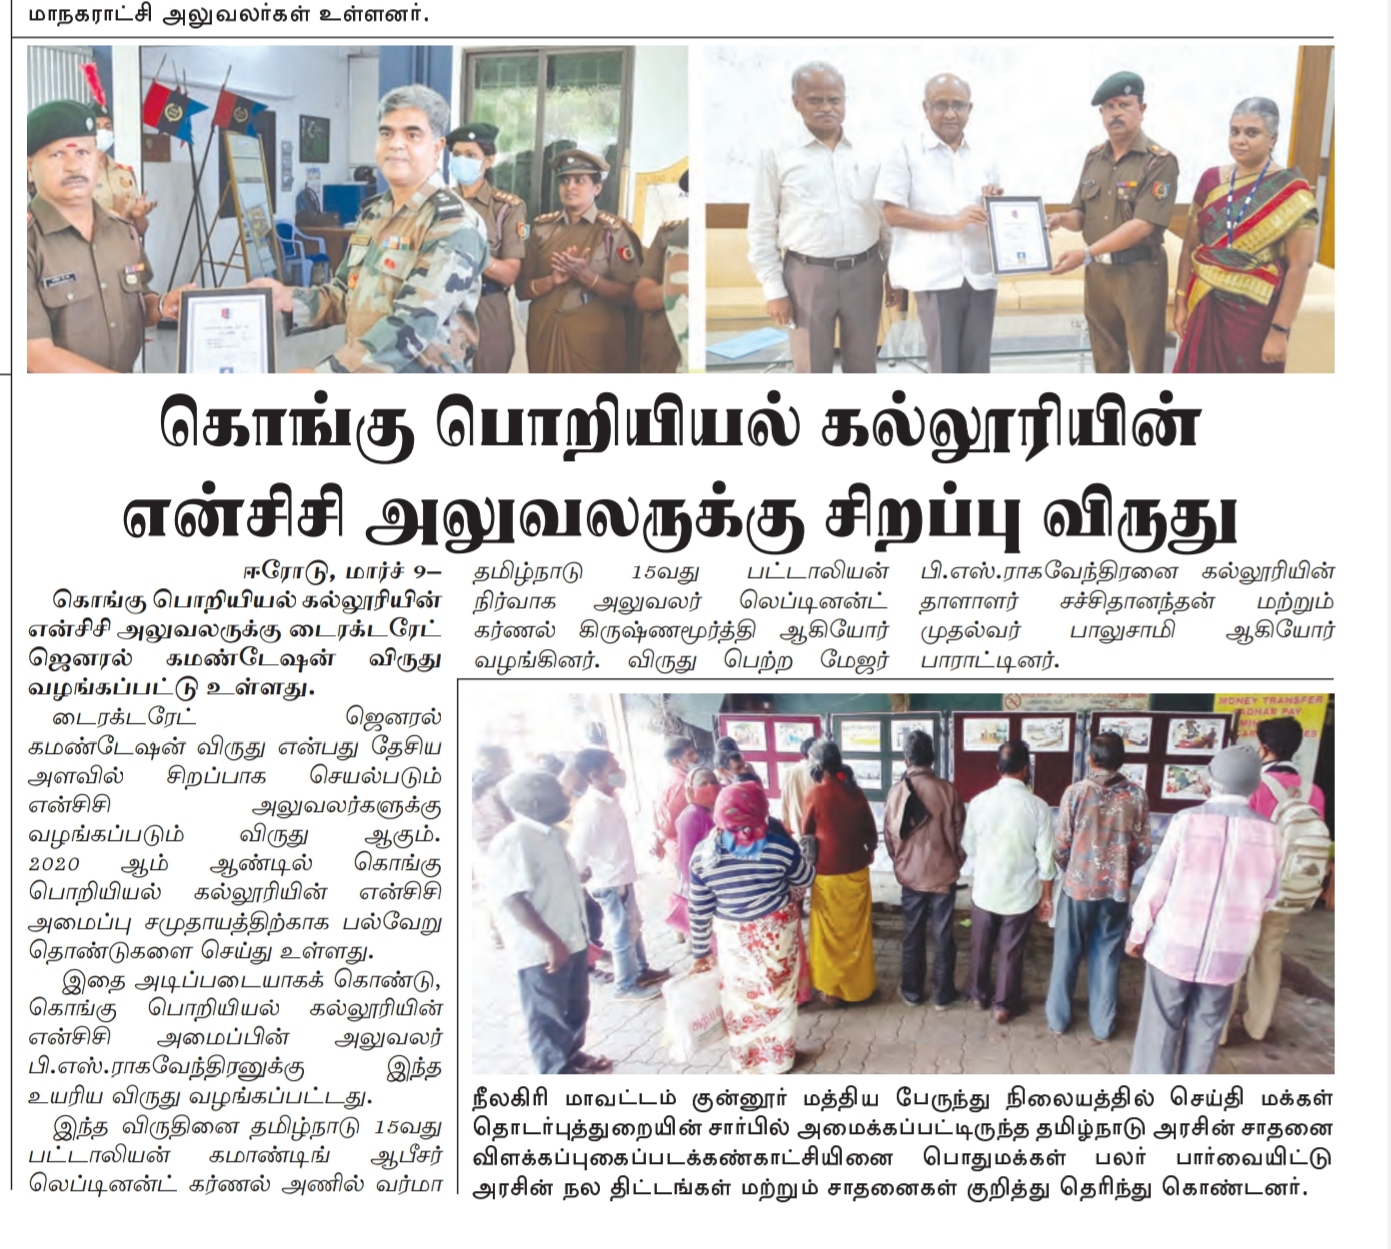 மாநகராட்சி அலுவலர்கள் உள்ளனர்.
கொங்கு பொறியியல் கல்லூரியின்
என்சிசி அலுவலருக்கு சிறப்பு விருது
ஈரோடு, மார்ச் 9–
கொங்கு பொறியியல் கல்லூரியின்
என்சிசி அலுவலருக்கு டைரக்டரேட்
ஜெனரல் கமண்டேஷன் விருது
வழங்கப்பட்டு உள்ளது.
டைரக்டரேட் ஜெனரல்
கமண்டேஷன் விருது என்பது தேசிய
அளவில் சிறப்பாக செயல்படும்
என்சிசி அலுவலர்களுக்கு
வழங்கப்படும் விருது ஆகும்.
2020 ஆம் ஆண்டில் கொங்கு
பொறியியல் கல்லூரியின் என்சிசி
அமைப்பு சமுதாயத்திற்காக பல்வேறு
தொண்டுகளை செய்து உள்ளது.
இதை அடிப்படையாகக் கொண்டு,
கொங்கு பொறியியல் கல்லூரியின்
என்சிசி அமைப்பின் அலுவலர்
பி.எஸ்.ராகவேந்திரனுக்கு இந்த
உயரிய விருது வழங்கப்பட்டது.
இந்த விருதினை தமிழ்நாடு 15வது
பட்டாலியன் கமாண்டிங் ஆபீசர்
லெப்டினன்ட் கர்ணல் அணில் வர்மா
தமிழ்நாடு 15வது பட்டாலியன்
நிர்வாக அலுவலர் லெப்டினன்ட்
கர்ணல் கிருஷ்ணமூர்த்தி ஆகியோர்
வழங்கினர். விருது பெற்ற மேஜர்
பி.எஸ்.ராகவேந்திரனை கல்லூரியின்
தாளாளர் சச்சிதானந்தன் மற்றும்
முதல்வர் பாலுசாமி ஆகியோர்
பாராட்டினர்.
MONEY TRANSFER
ADHAR PAY
நீலகிரி மாவட்டம் குன்னூர் மத்திய பேருந்து நிலையத்தில் செய்தி மக்கள்
தொடர்புத்துறையின் சார்பில் அமைக்கப்பட்டிருந்த தமிழ்நாடு அரசின் சாதனை
விளக்கப்புகைப்படக்கண்காட்சியினை பொதுமக்கள் பலர் பார்வையிட்டு
அரசின் நல திட்டங்கள் மற்றும் சாதனைகள் குறித்து தெரிந்து கொண்டனர்.